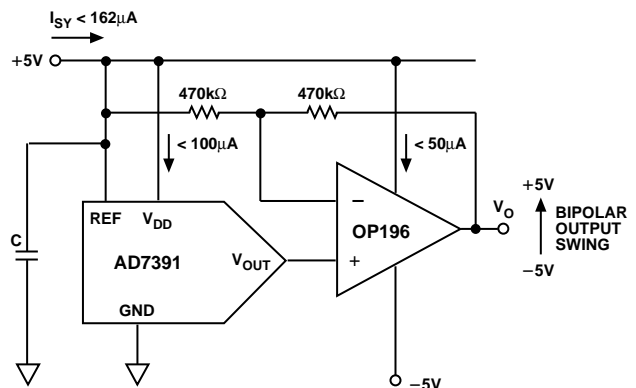 I_SY < 162µA
+5V
470kΩ
470kΩ
< 100µA
< 50µA
REF
V_DD
C
AD7391
V_OUT
GND
−
OP196
+
V_O
+5V
BIPOLAR
OUTPUT
SWING
−5V
−5V